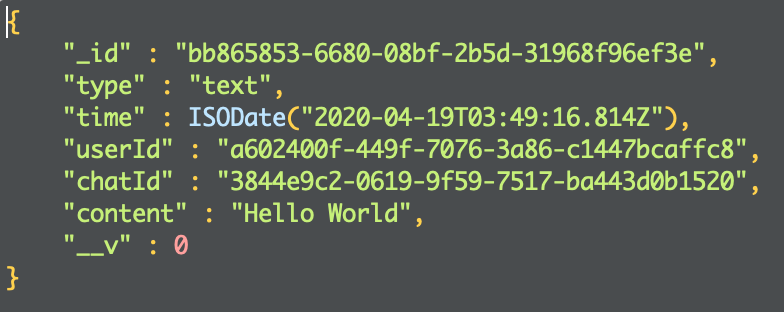 {
"_id" : "bb865853-6680-08bf-2b5d-31968f96ef3e",
"type" : "text",
"time" : ISODate("2020-04-19T03:49:16.814Z"),
"userId" : "a602400f-449f-7076-3a86-c1447bcaffc8",
"chatId" : "3844e9c2-0619-9f59-7517-ba443d0b1520",
"content" : "Hello World",
"__v" : 0
}